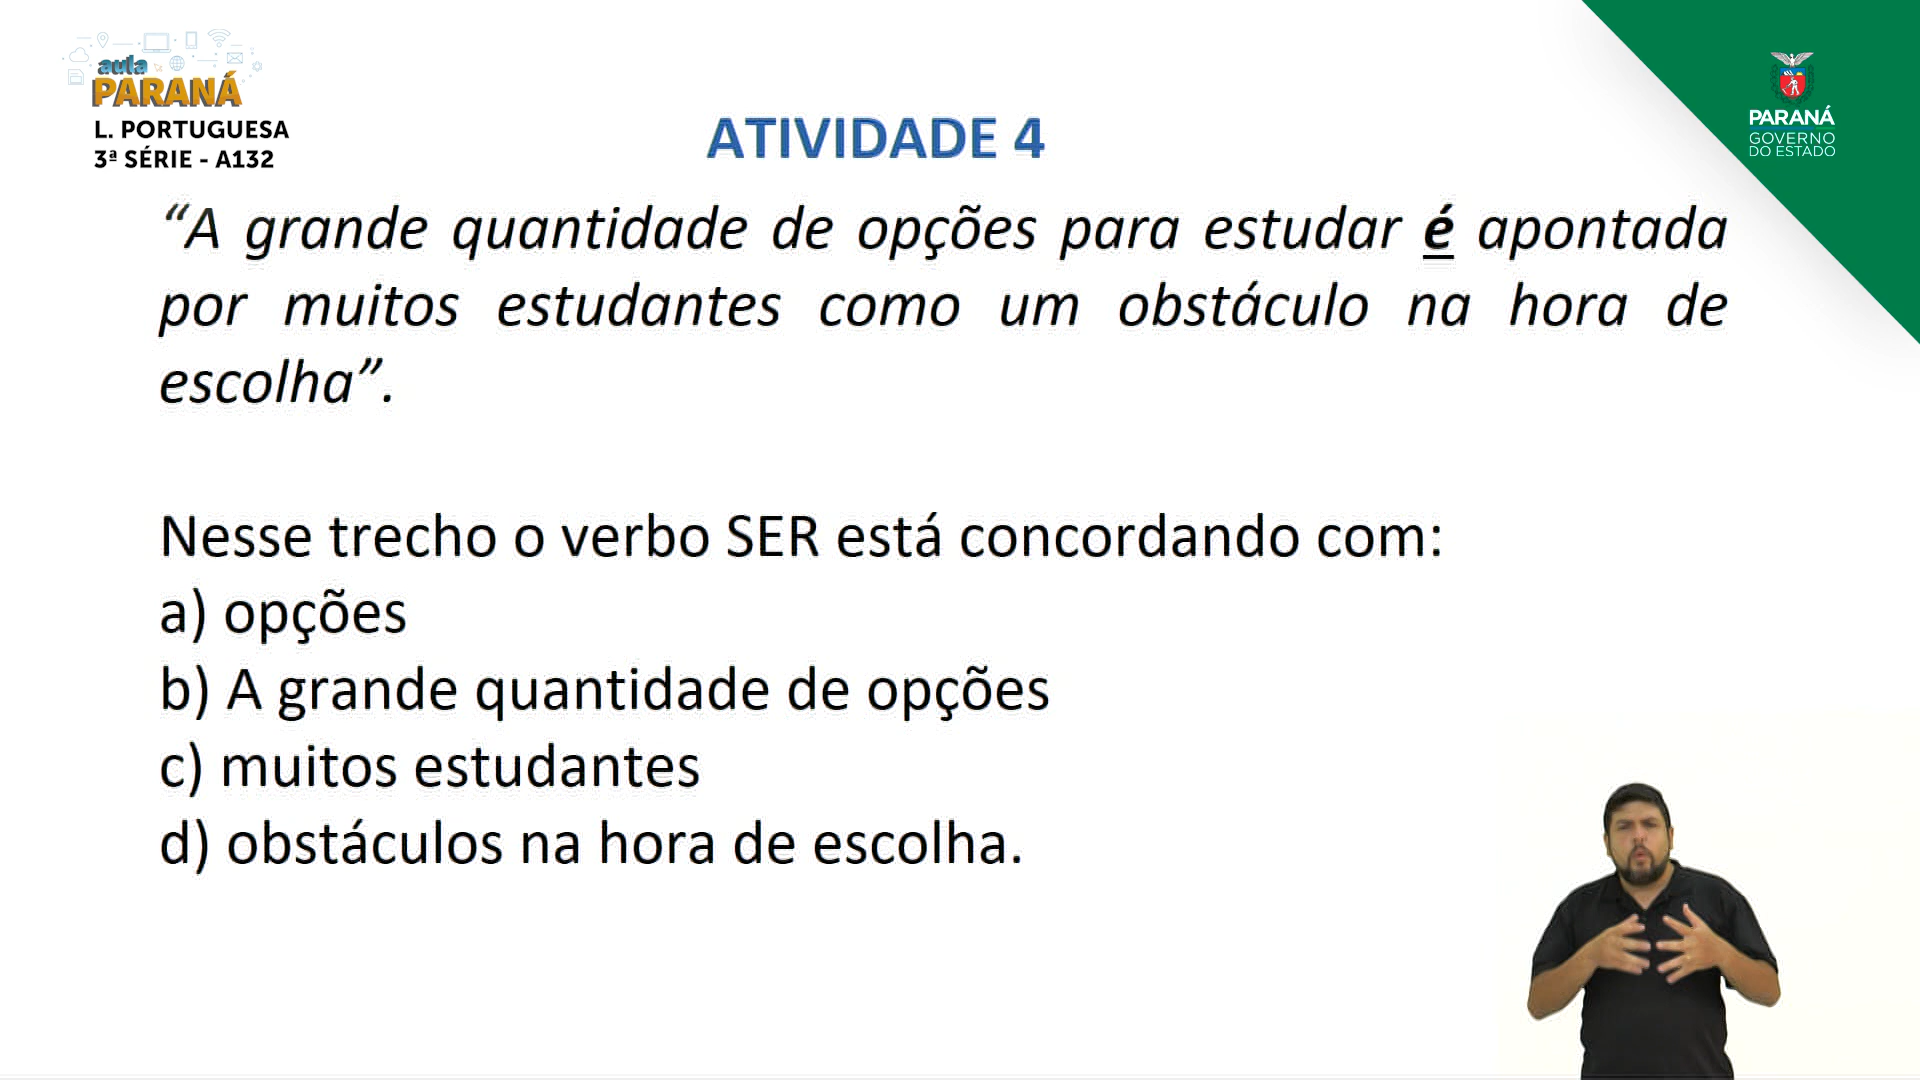 aula
PARANÁ
L. PORTUGUESA
3ª SÉRIE - A132
PARANÁ
GOVERNO
DO ESTADO
ATIVIDADE 4
“A grande quantidade de opções para estudar é apontada
por muitos estudantes como um obstáculo na hora de
escolha”.
Nesse trecho o verbo SER está concordando com:
a) opções
b) A grande quantidade de opções
c) muitos estudantes
d) obstáculos na hora de escolha.